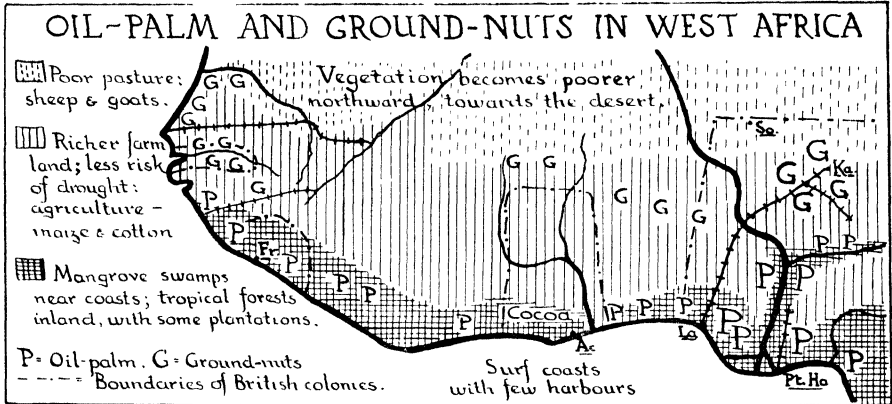 OIL-PALM AND GROUND-NUTS IN WEST AFRICA
Poor pasture:
sheep & goats.
Vegetation becomes poorer
northward, towards the desert.
Richer farm
land; less risk
of drought:
agriculture –
maize & cotton
Mangrove swamps
near coasts; tropical forests
inland, with some plantations.
P = Oil-palm. G = Ground-nuts
Boundaries of British colonies.
Surf coasts
with few harbours
G G
G
G
G G
G G
G
P
P
Fr.
P
P
P
P
Cocoa
Ac
G G
G
G
G
P
P
P
La
So
G
G
Ka
G
G
G
P
P
P
P
P
P
P
P
P
Pt. Ha